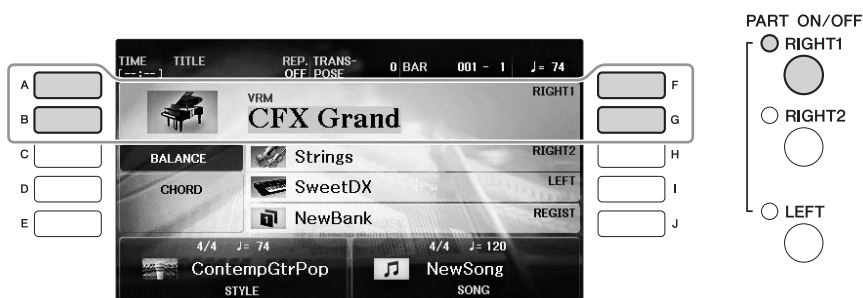 PART ON/OFF
RIGHT1
RIGHT2
LEFT
TIME TITLE REP. TRANS- 0 BAR 001 - 1 ♩= 74
[--:--] OFF POSE
A
B
C
D
E
VRM RIGHT1
CFX Grand
BALANCE
CHORD
Strings RIGHT2
SweetDX LEFT
NewBank REGIST
4/4 ♩= 74
ContempGtrPop
STYLE
4/4 ♩= 120
NewSong
SONG
F
G
H
I
J